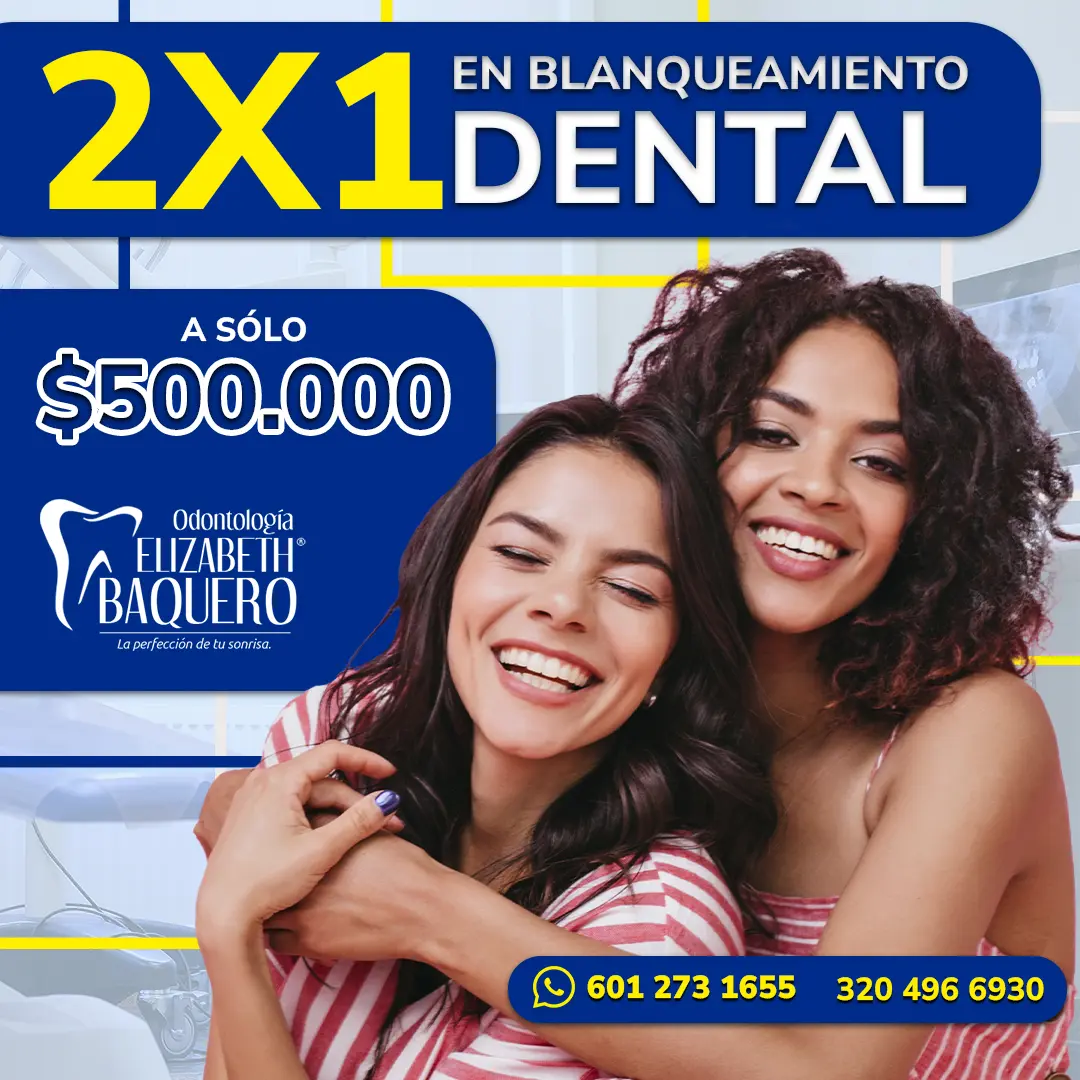 2X1
EN BLANQUEAMIENTO
DENTAL
A SÓLO
$500.000
Odontología
ELIZABETH®
BAQUERO
La perfección de tu sonrisa.
601 273 1655 320 496 6930